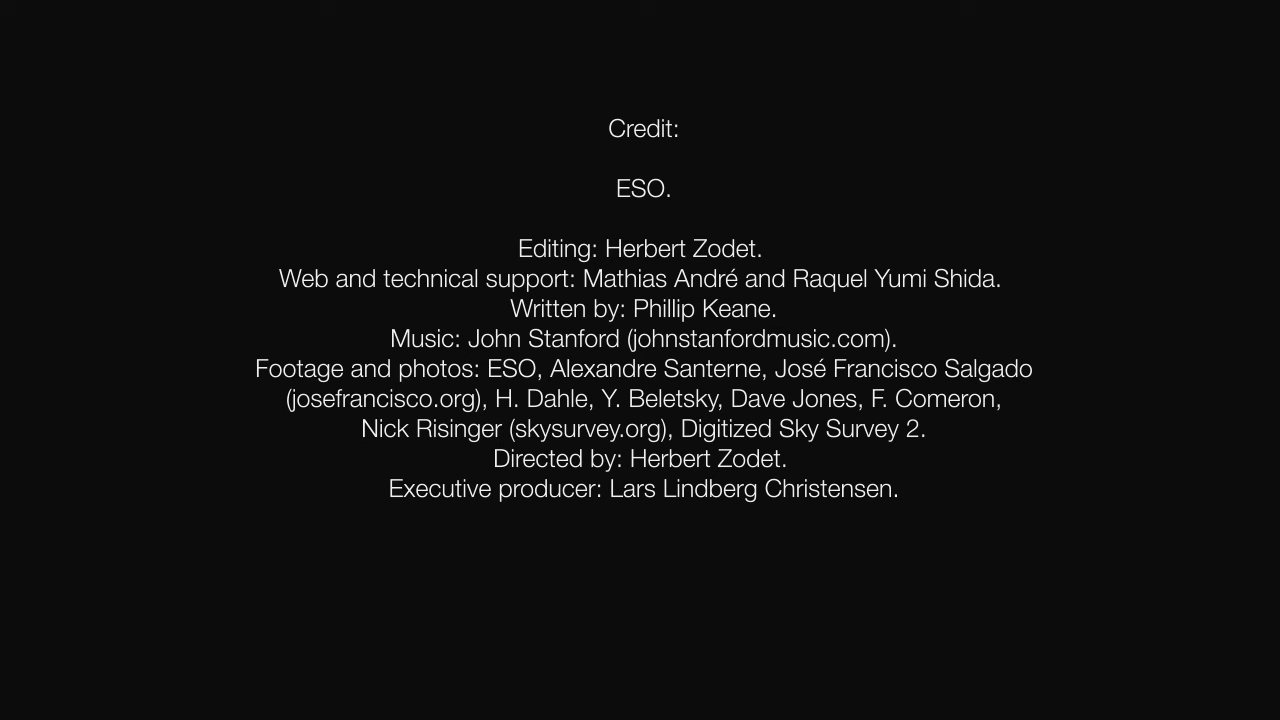 Credit:
ESO.
Editing: Herbert Zodet.
Web and technical support: Mathias André and Raquel Yumi Shida.
Written by: Phillip Keane.
Music: John Stanford (johnstanfordmusic.com).
Footage and photos: ESO, Alexandre Santerne, José Francisco Salgado
(josefrancisco.org), H. Dahle, Y. Beletsky, Dave Jones, F. Comeron,
Nick Risinger (skysurvey.org), Digitized Sky Survey 2.
Directed by: Herbert Zodet.
Executive producer: Lars Lindberg Christensen.